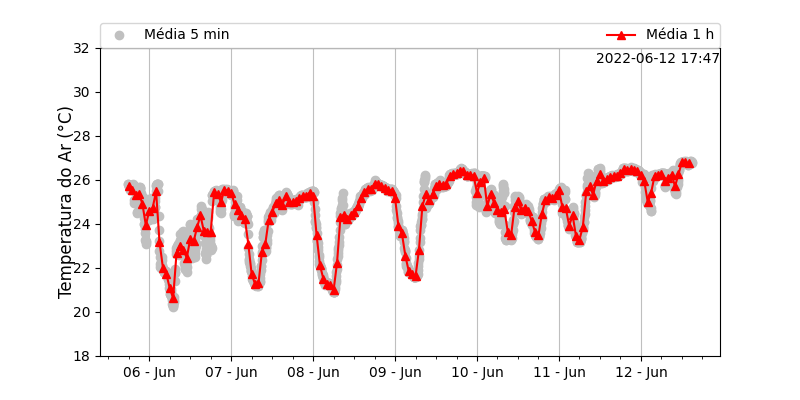 Média 5 min
Média 1 h
2022-06-12 17:47
Temperatura do Ar (°C)
32
30
28
26
24
22
20
18
06 - Jun
07 - Jun
08 - Jun
09 - Jun
10 - Jun
11 - Jun
12 - Jun